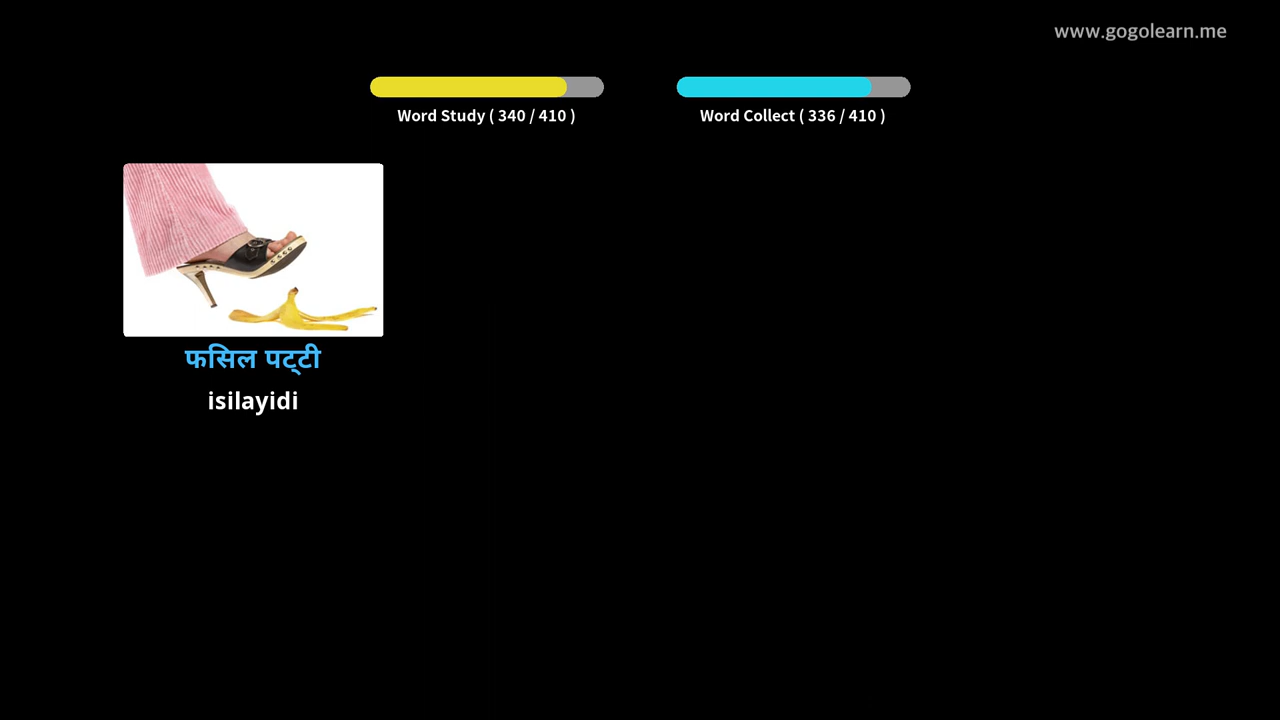 www.gogolearn.me
Word Study ( 340 / 410 )
Word Collect ( 336 / 410 )
फसिल पट्टी
isilayidi